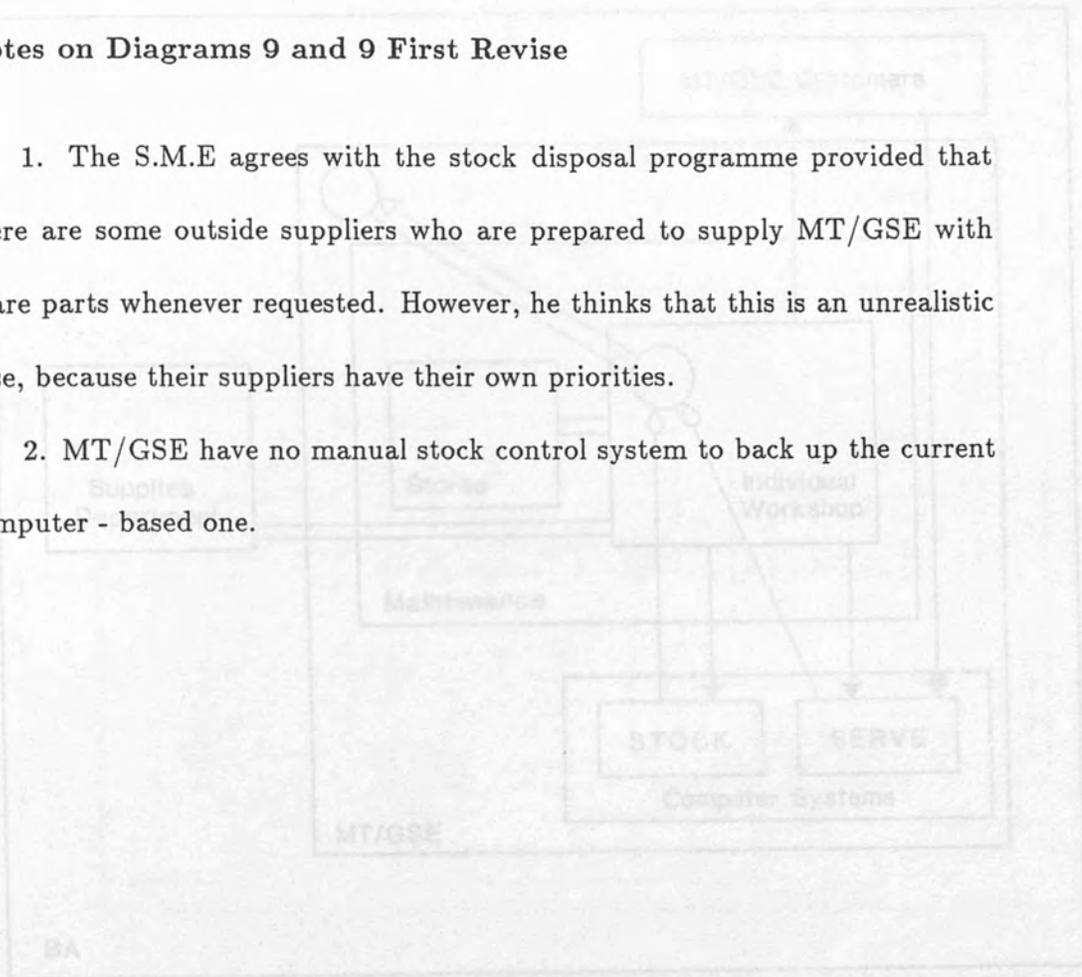 otes on Diagrams 9 and 9 First Revise
1. The S.M.E agrees with the stock disposal programme provided that
ere are some outside suppliers who are prepared to supply MT/GSE with
are parts whenever requested. However, he thinks that this is an unrealistic
se, because their suppliers have their own priorities.
2. MT/GSE have no manual stock control system to back up the current
mputer - based one.
MT/GSE Customers
Supplies
Department
Stores
Individual
Workshop
Maintenance
STOCK
SERVE
Computer Systems
MT/GSE
BA